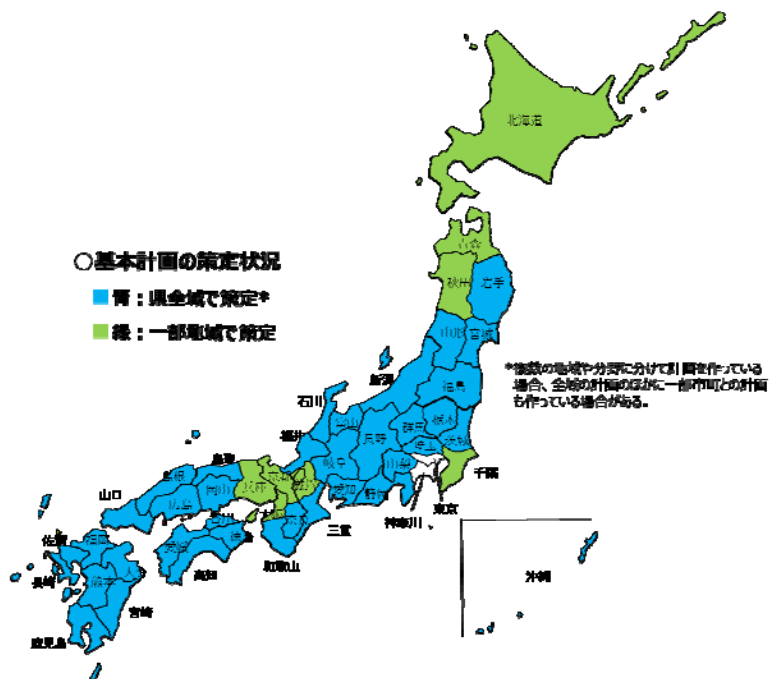 北海道
青森
○基本計画の策定状況
秋田
岩手
■青：県全域で策定*
■緑：一部地域で策定
山形
宮城
*複数の地域や分野に分けて計画を作っている
場合、全域の計画のほかに一部市町との計画
も作っている場合がある。
新潟
福島
石川
富山
群馬
栃木
長野
茨城
福井
埼玉
岐阜
山梨
鳥取
京都
千葉
島根
岡山
兵庫
愛知
静岡
山口
広島
東京
神奈川
奈良
三重
佐賀
福岡
愛媛
和歌山
高知
長崎
熊本
大分
沖縄
宮崎
鹿児島